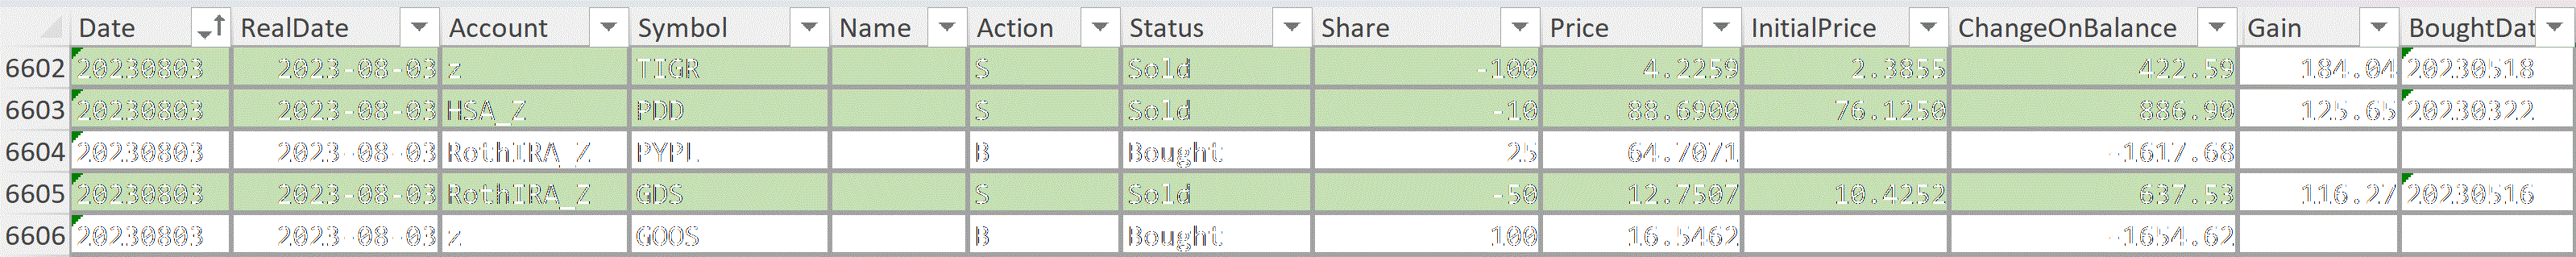 Date RealDate Account Symbol Name Action Status Share Price InitialPrice ChangeOnBalance Gain BoughtDat
6602 20230803 2023-08-03 z TIGR S Sold -100 4.2259 2.3855 422.59 184.04 20230518
6603 20230803 2023-08-03 HSA_Z PDD S Sold -10 88.6900 76.1250 886.90 125.65 20230322
6604 20230803 2023-08-03 RothIRA_Z PYPL B Bought 25 64.7071 -1617.68
6605 20230803 2023-08-03 RothIRA_Z GDS S Sold -50 12.7507 10.4252 637.53 116.27 20230516
6606 20230803 2023-08-03 z GOOS B Bought 100 16.5462 -1654.62